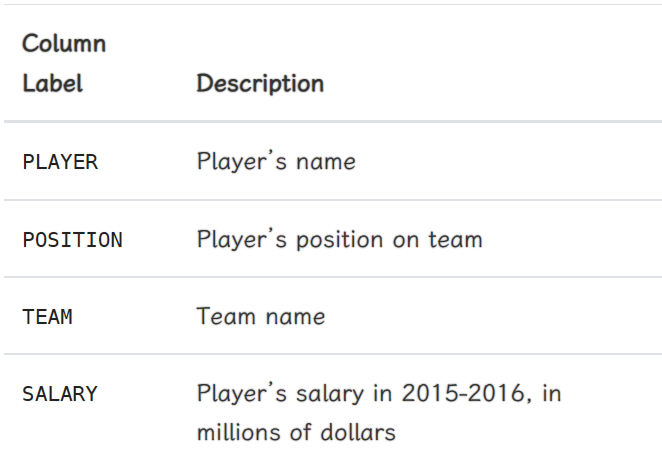 Column
Label Description
PLAYER Player’s name
POSITION Player’s position on team
TEAM Team name
SALARY Player’s salary in 2015-2016, in
millions of dollars